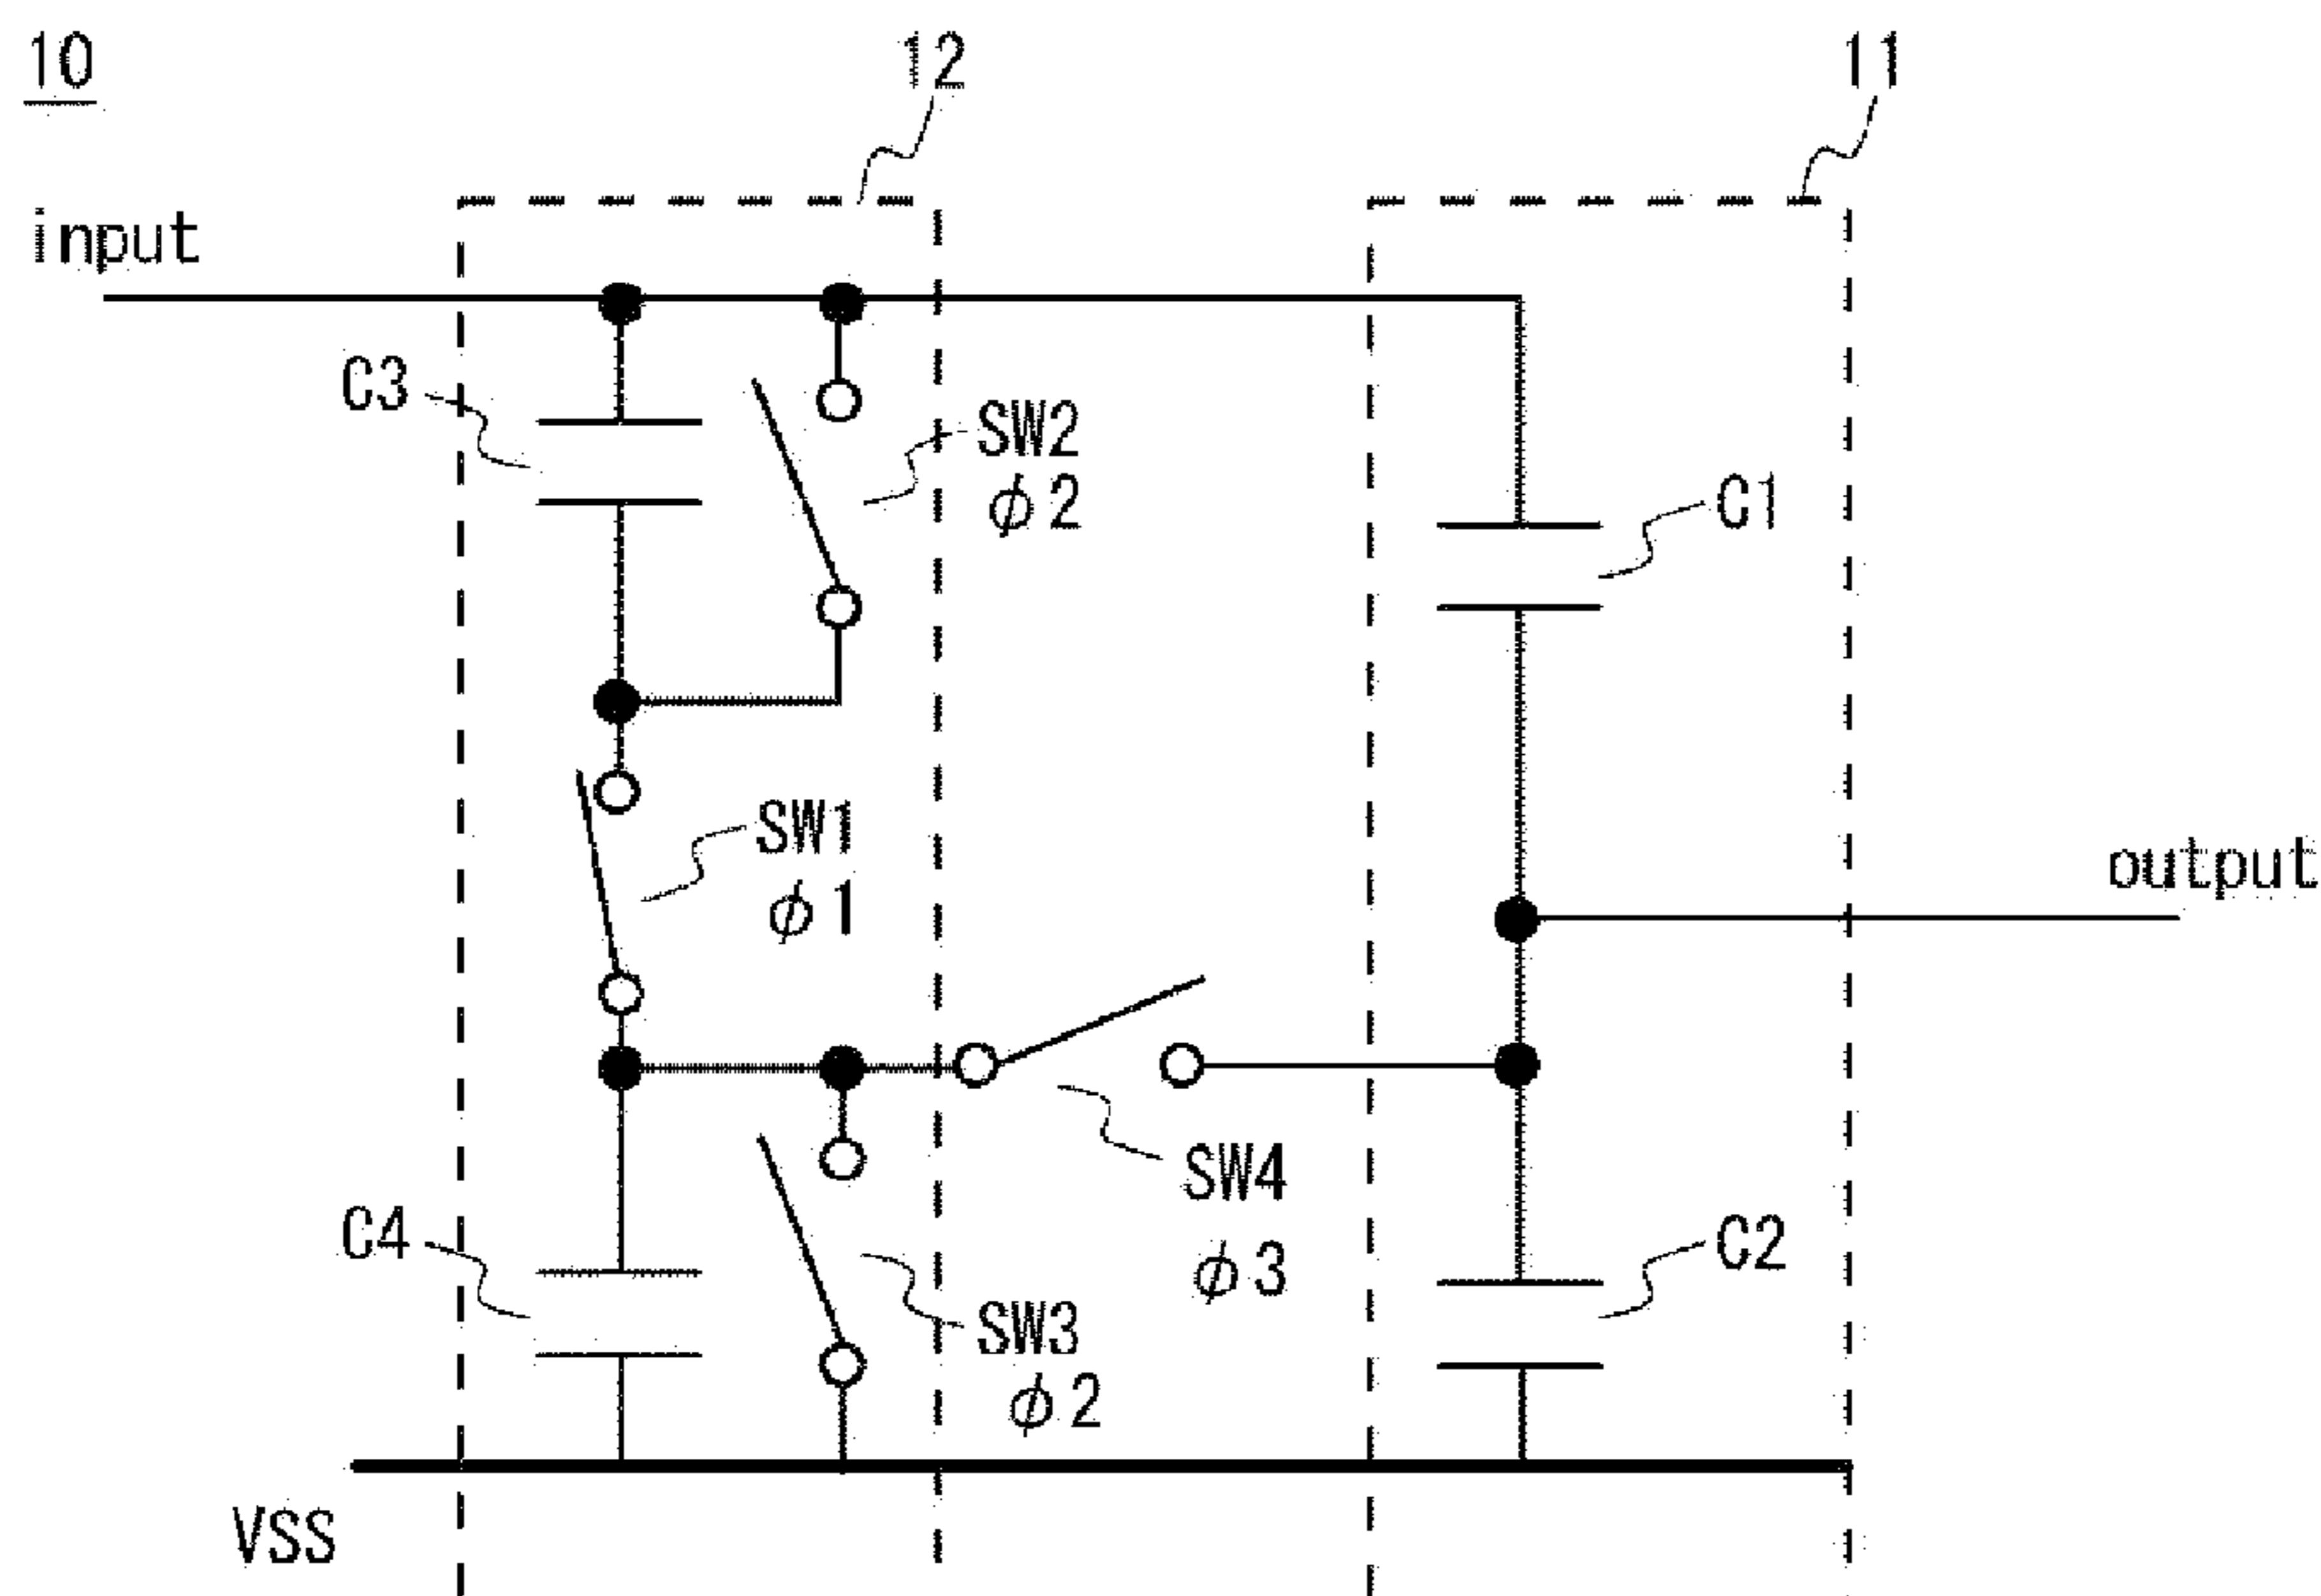 10
12
11
input
C3
SW2
φ2
C1
SW1
φ1
output
SW4
φ3
C4
C2
SW3
φ2
VSS